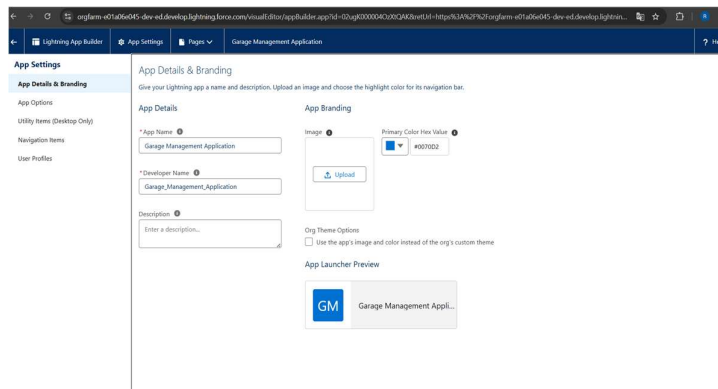 orgfarm-e01a06e045-dev-ed.develop.lightning.force.com/visualEditor/appBuilder.app?id=02ugK000004OzXtQAK&retUrl=https%3A%2F%2Forgfarm-e01a06e045-dev-ed.develop.lightnin...
Lightning App Builder App Settings Pages Garage Management Application ? He
App Settings
App Details & Branding
App Options
Utility Items (Desktop Only)
Navigation Items
User Profiles
App Details & Branding
Give your Lightning app a name and description. Upload an image and choose the highlight color for its navigation bar.
App Details
*App Name
Garage Management Application
*Developer Name
Garage_Management_Application
Description
Enter a description...
App Branding
Image
Upload
Primary Color Hex Value
#0070D2
Org Theme Options
Use the app's image and color instead of the org's custom theme
App Launcher Preview
GM
Garage Management Appli...